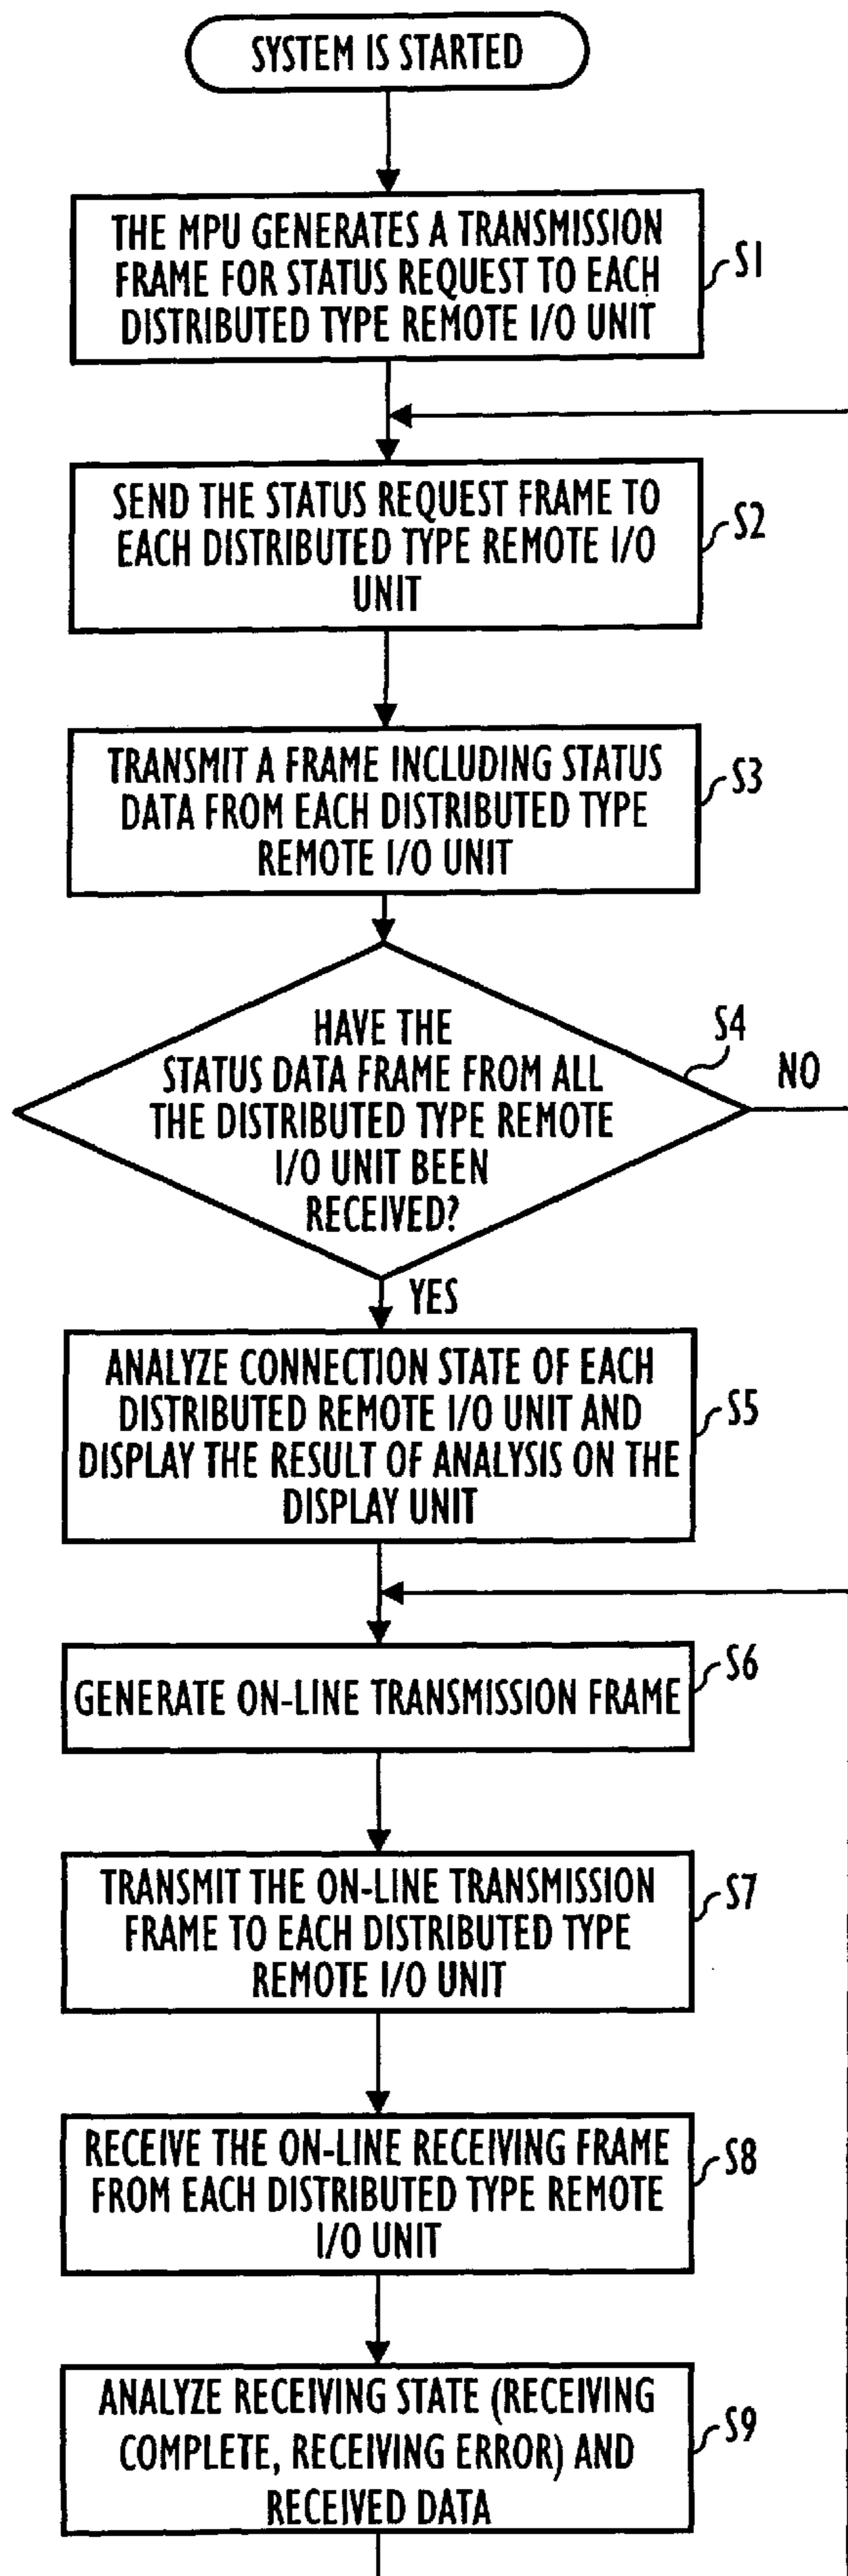 SYSTEM IS STARTED
THE MPU GENERATES A TRANSMISSION
FRAME FOR STATUS REQUEST TO EACH
DISTRIBUTED TYPE REMOTE I/O UNIT
S1
SEND THE STATUS REQUEST FRAME TO
EACH DISTRIBUTED TYPE REMOTE I/O
UNIT
S2
TRANSMIT A FRAME INCLUDING STATUS
DATA FROM EACH DISTRIBUTED TYPE
REMOTE I/O UNIT
S3
HAVE THE
STATUS DATA FRAME FROM ALL
THE DISTRIBUTED TYPE REMOTE
I/O UNIT BEEN
RECEIVED?
S4
NO
YES
ANALYZE CONNECTION STATE OF EACH
DISTRIBUTED REMOTE I/O UNIT AND
DISPLAY THE RESULT OF ANALYSIS ON THE
DISPLAY UNIT
S5
GENERATE ON-LINE TRANSMISSION FRAME
S6
TRANSMIT THE ON-LINE TRANSMISSION
FRAME TO EACH DISTRIBUTED TYPE
REMOTE I/O UNIT
S7
RECEIVE THE ON-LINE RECEIVING FRAME
FROM EACH DISTRIBUTED TYPE REMOTE
I/O UNIT
S8
ANALYZE RECEIVING STATE (RECEIVING
COMPLETE, RECEIVING ERROR) AND
RECEIVED DATA
S9